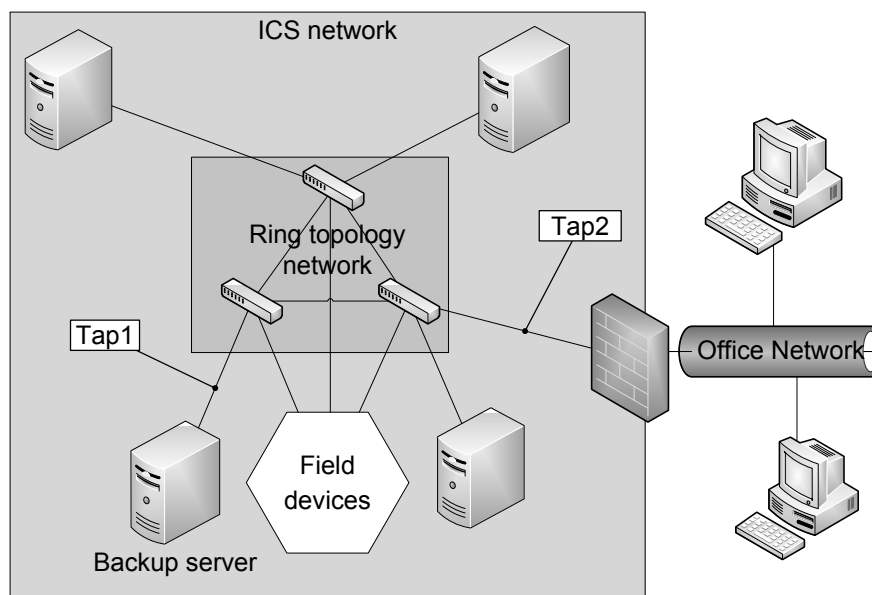 ICS network
Ring topology
network
Tap2
Tap1
Office Network
Field
devices
Backup server